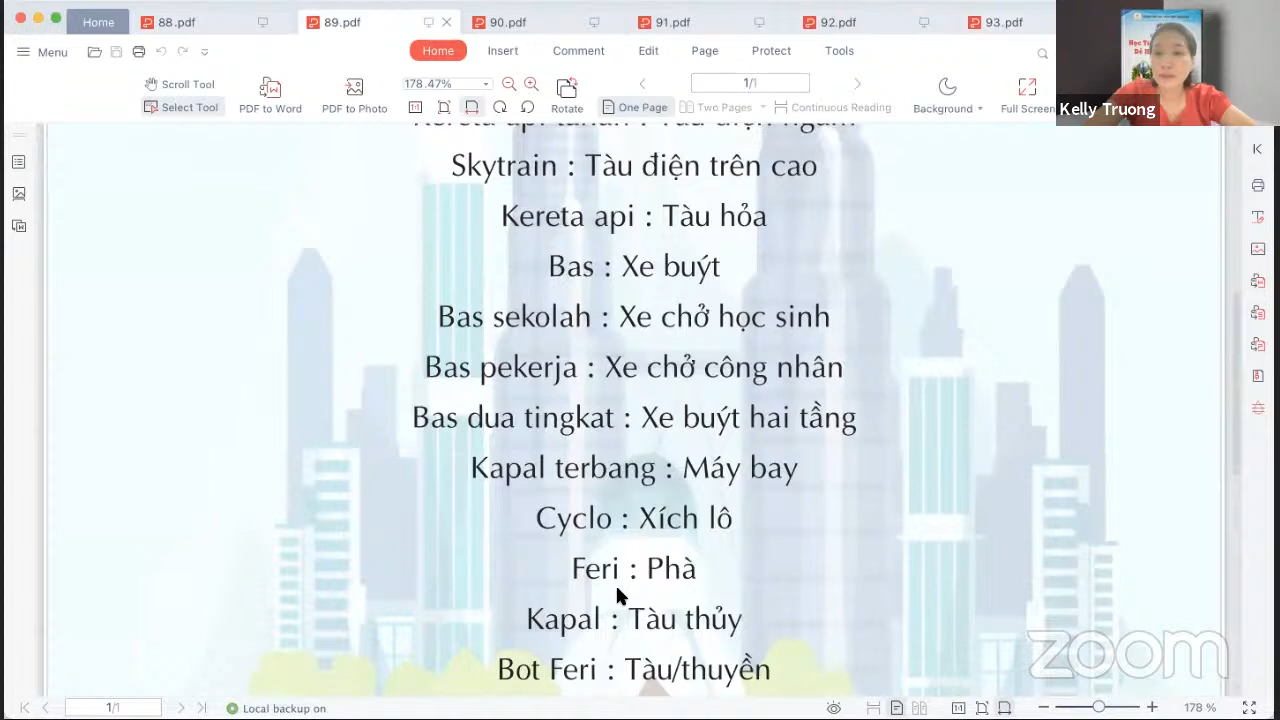 Home 88.pdf 89.pdf 90.pdf 91.pdf 92.pdf 93.pdf
Menu Home Insert Comment Edit Page Protect Tools
Scroll Tool
Select Tool
PDF to Word
PDF to Photo
178.47%
Rotate
1/1
One Page Two Pages Continuous Reading
Background
Full Screen
Kelly Truong
Skytrain : Tàu điện trên cao
Kereta api : Tàu hỏa
Bas : Xe buýt
Bas sekolah : Xe chở học sinh
Bas pekerja : Xe chở công nhân
Bas dua tingkat : Xe buýt hai tầng
Kapal terbang : Máy bay
Cyclo : Xích lô
Feri : Phà
Kapal : Tàu thủy
Bot Feri : Tàu/thuyền
zoom
1/1 Local backup on 178 %